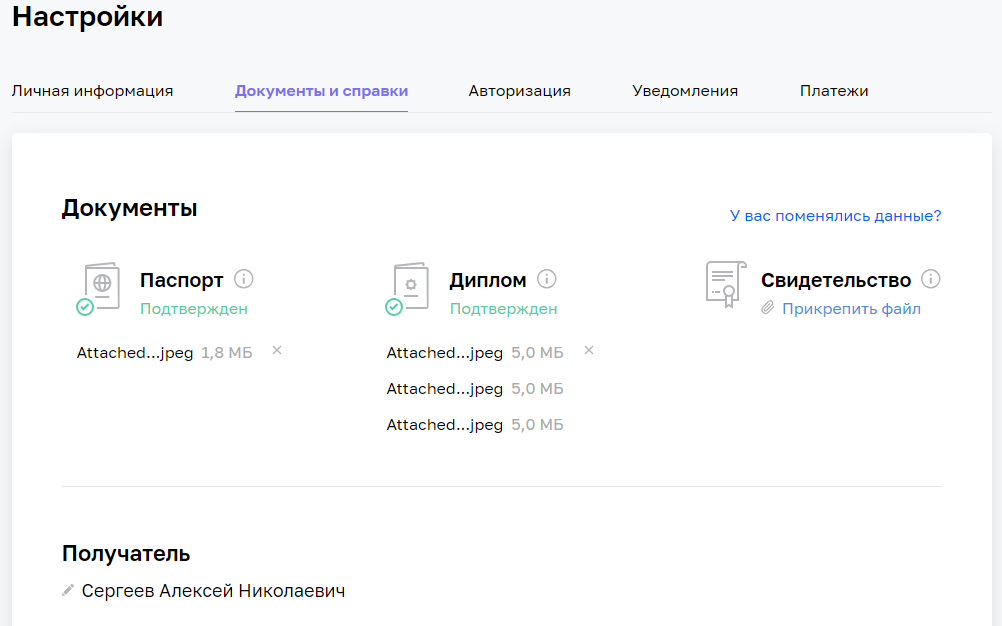 Настройки
Личная информация Документы и справки Авторизация Уведомления Платежи
Документы
У вас поменялись данные?
Паспорт
Подтвержден
Attached...jpeg 1,8 МБ
Диплом
Подтвержден
Attached...jpeg 5,0 МБ
Attached...jpeg 5,0 МБ
Attached...jpeg 5,0 МБ
Свидетельство
Прикрепить файл
Получатель
Сергеев Алексей Николаевич